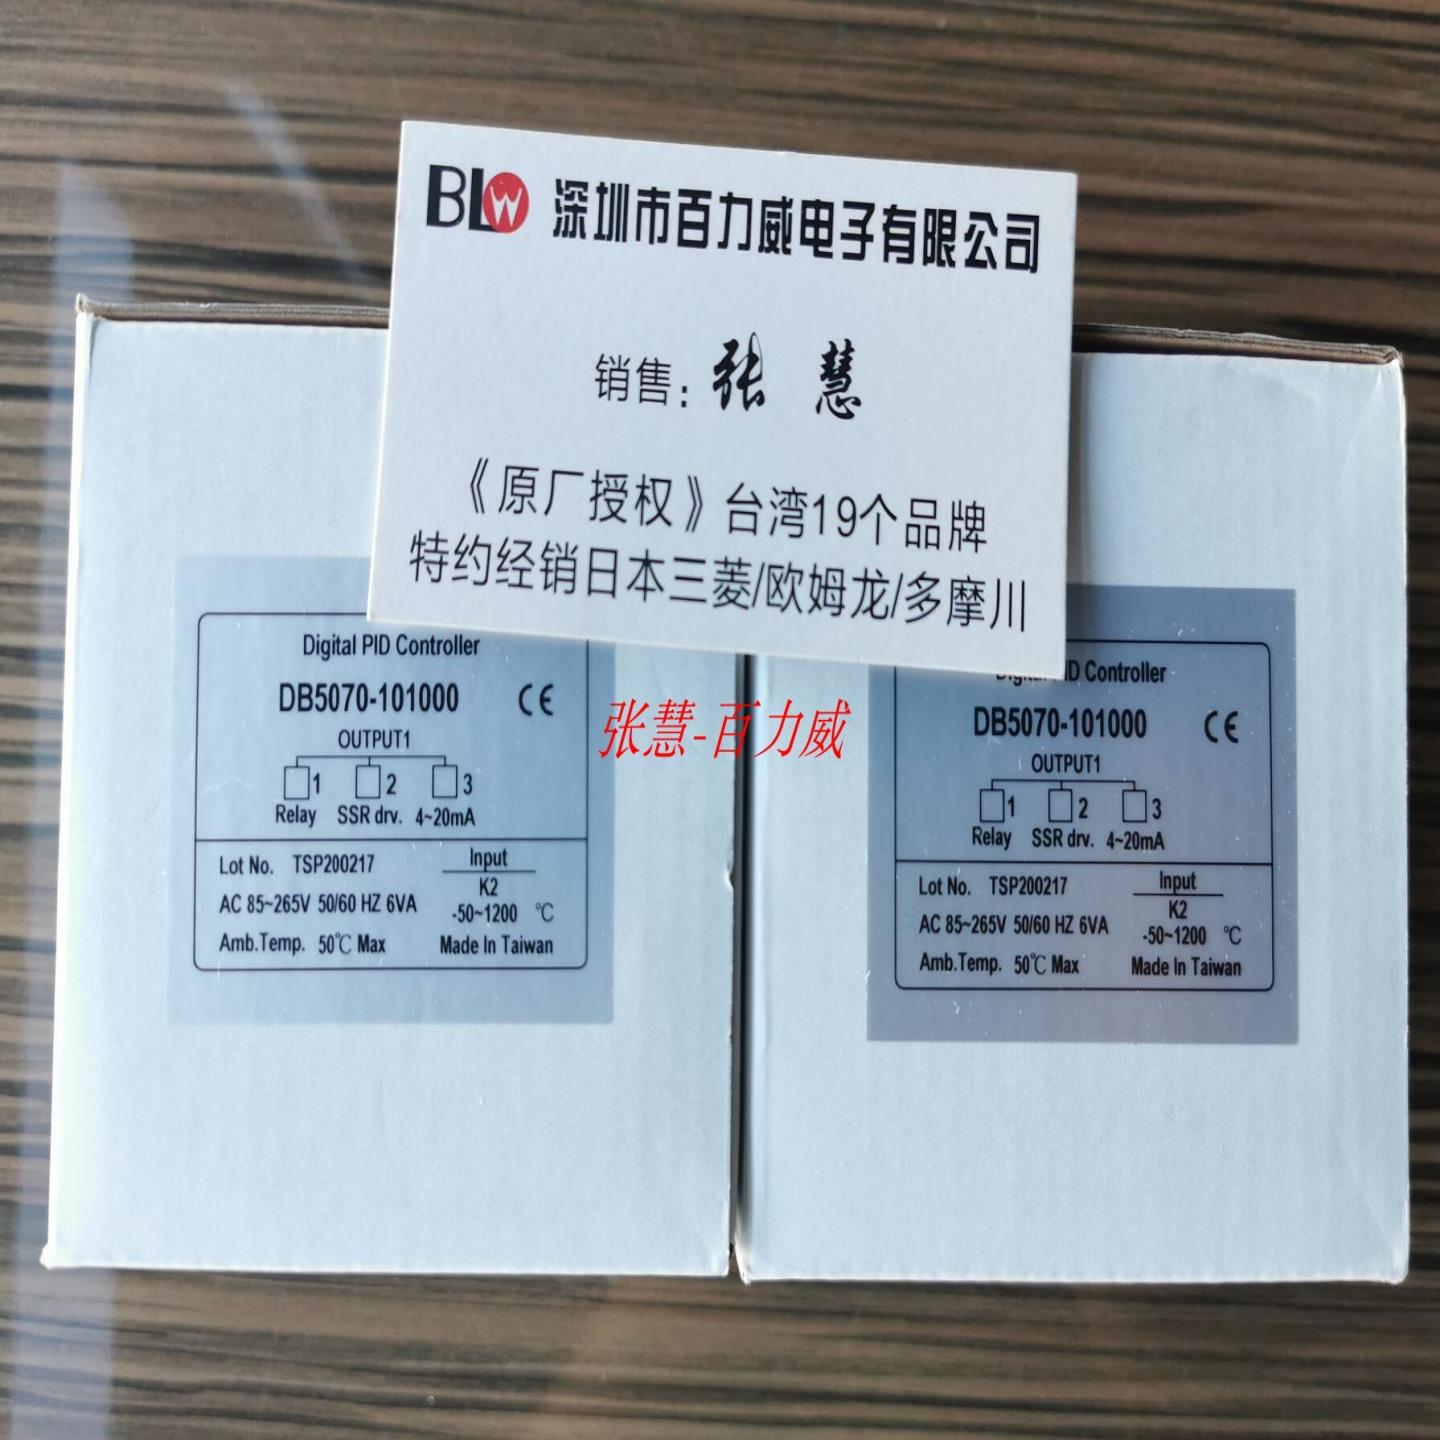 BLW 深圳市百力威电子有限公司
销售: 张 慧
《原厂授权》台湾19个品牌
特约经销日本三菱/欧姆龙/多摩川
张慧-百力威
Digital PID Controller
DB5070-101000 CE
OUTPUT1
1 2 3
Relay SSR drv. 4~20mA
Lot No. TSP200217 Input
K2
AC 85~265V 50/60 HZ 6VA -50~1200 ℃
Amb.Temp. 50℃ Max Made In Taiwan
Digital PID Controller
DB5070-101000 CE
OUTPUT1
1 2 3
Relay SSR drv. 4~20mA
Lot No. TSP200217 Input
K2
AC 85~265V 50/60 HZ 6VA -50~1200 ℃
Amb.Temp. 50℃ Max Made In Taiwan